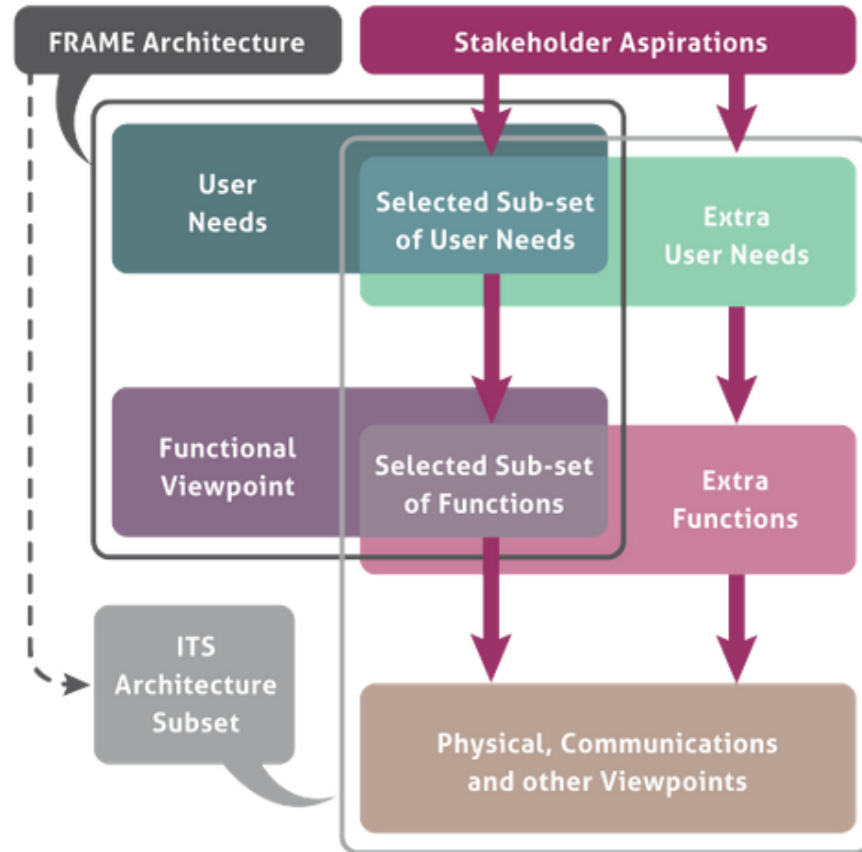 FRAME Architecture
Stakeholder Aspirations
User
Needs
Selected Sub-set
of User Needs
Extra
User Needs
Functional
Viewpoint
Selected Sub-set
of Functions
Extra
Functions
ITS
Architecture
Subset
Physical, Communications
and other Viewpoints